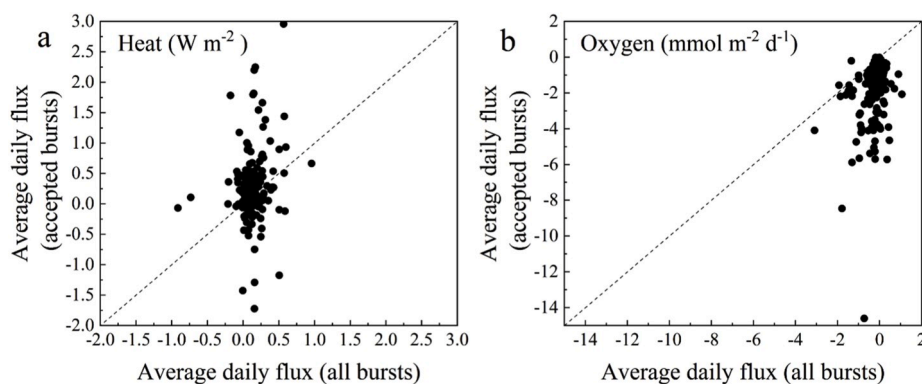 a
Heat (W m⁻² )
3.0
2.5
2.0
1.5
1.0
0.5
0.0
-0.5
-1.0
-1.5
-2.0
-2.0 -1.5 -1.0 -0.5 0.0 0.5 1.0 1.5 2.0 2.5 3.0
Average daily flux
(accepted bursts)
Average daily flux (all bursts)
b
Oxygen (mmol m⁻² d⁻¹)
2
0
-2
-4
-6
-8
-10
-12
-14
-14 -12 -10 -8 -6 -4 -2 0 2
Average daily flux
(accepted bursts)
Average daily flux (all bursts)